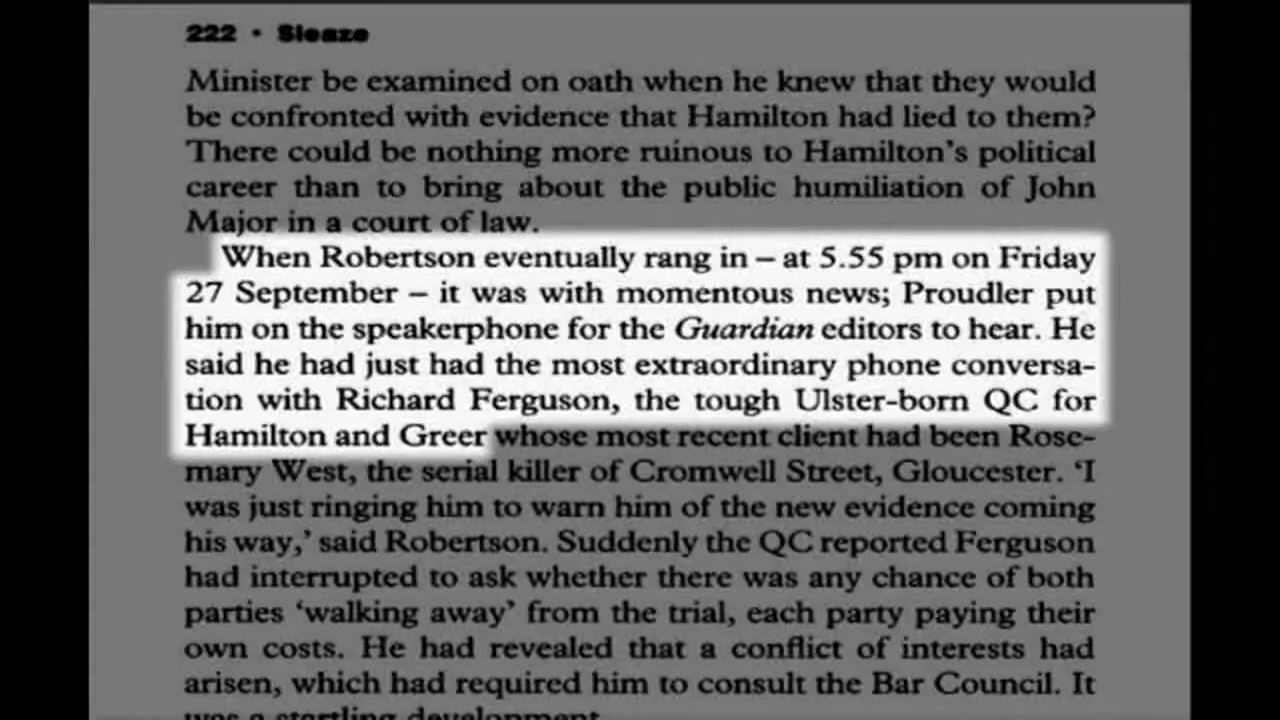 222 • Sleaze
Minister be examined on oath when he knew that they would
be confronted with evidence that Hamilton had lied to them?
There could be nothing more ruinous to Hamilton's political
career than to bring about the public humiliation of John
Major in a court of law.
When Robertson eventually rang in – at 5.55 pm on Friday
27 September – it was with momentous news; Proudler put
him on the speakerphone for the Guardian editors to hear. He
said he had just had the most extraordinary phone conversa-
tion with Richard Ferguson, the tough Ulster-born QC for
Hamilton and Greer whose most recent client had been Rose-
mary West, the serial killer of Cromwell Street, Gloucester. 'I
was just ringing him to warn him of the new evidence coming
his way,' said Robertson. Suddenly the QC reported Ferguson
had interrupted to ask whether there was any chance of both
parties 'walking away' from the trial, each party paying their
own costs. He had revealed that a conflict of interests had
arisen, which had required him to consult the Bar Council. It
was a startling development